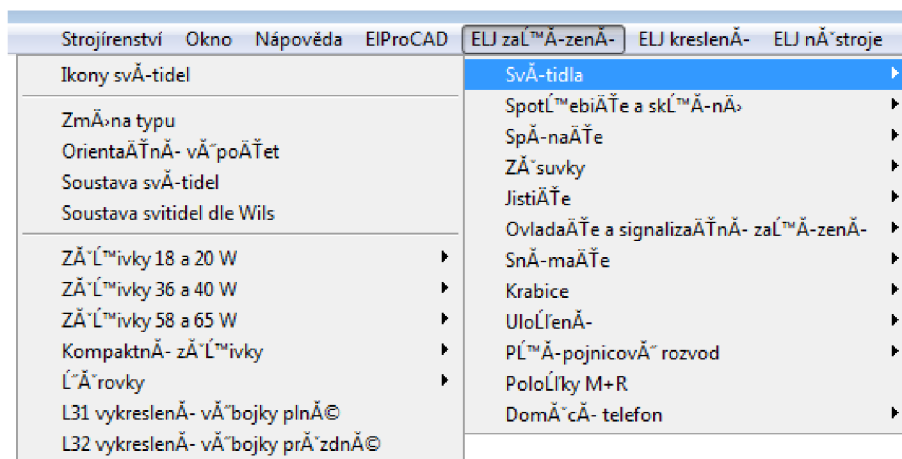 Strojírenství Okno Nápověda ElProCAD ELJ zaĹ™Ă-zenĂ- ELJ kreslenĂ- ELJ nĂˇstroje
Ikony svĂ-tidel
ZmÄ›na typu
OrientaÄŤnĂ- vĂ˝poÄŤet
Soustava svĂ-tidel
Soustava svitidel dle Wils
ZĂˇĹ™ivky 18 a 20 W
ZĂˇĹ™ivky 36 a 40 W
ZĂˇĹ™ivky 58 a 65 W
KompaktnĂ- zĂˇĹ™ivky
Ĺ˝Ăˇrovky
L31 vykreslenĂ- vĂ˝bojky plnĂ©
L32 vykreslenĂ- vĂ˝bojky prĂˇzdnĂ©
SvĂ-tidla
SpotĹ™ebiÄŤe a skĹ™Ă-nÄ›
SpĂ-naÄŤe
ZĂˇsuvky
JistiÄŤe
OvladaÄŤe a signalizaÄŤnĂ- zaĹ™Ă-zenĂ-
SnĂ-maÄŤe
Krabice
UloĹľenĂ-
PĹ™Ă-pojnicovĂ˝ rozvod
PoloĹľky M+R
DomĂˇcĂ- telefon